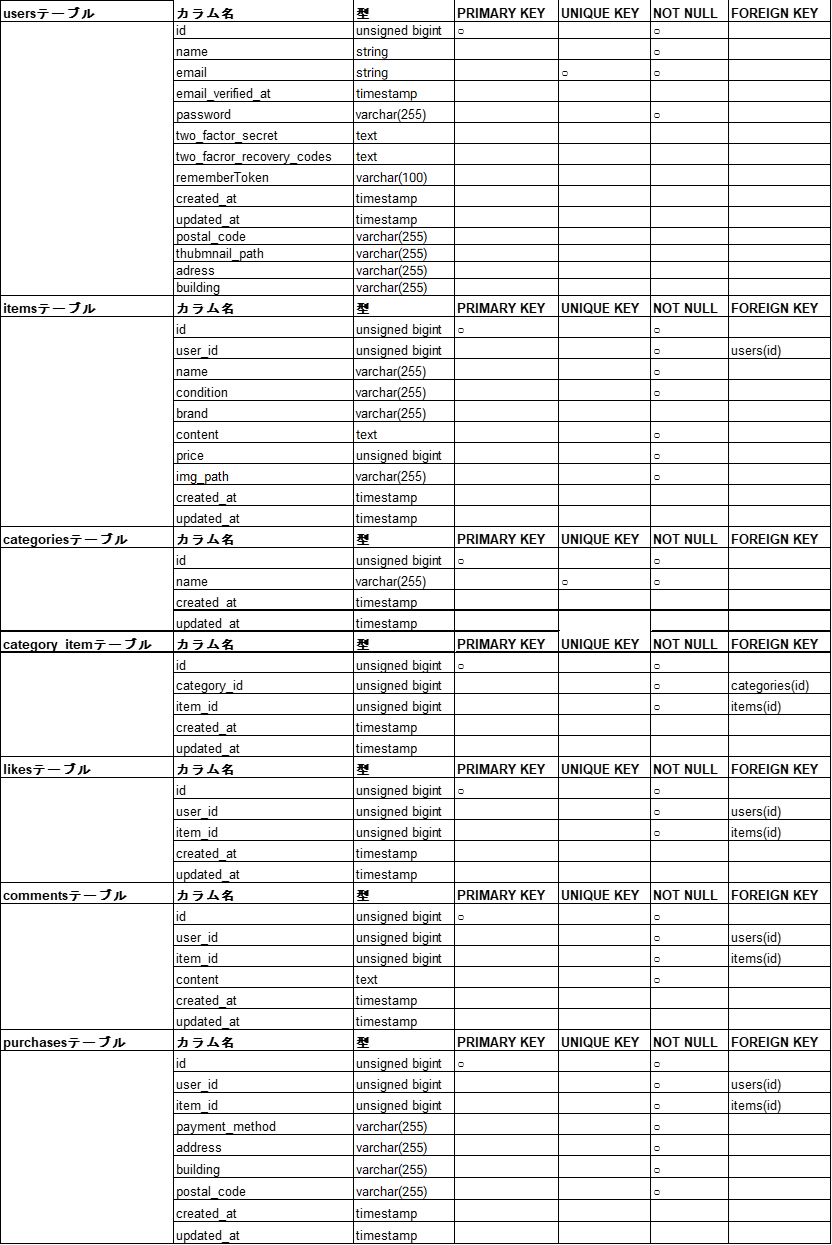 usersテーブル カラム名 型 PRIMARY KEY UNIQUE KEY NOT NULL FOREIGN KEY
id unsigned bigint ○ ○
name string ○
email string ○ ○
email_verified_at timestamp
password varchar(255) ○
two_factor_secret text
two_facror_recovery_codes text
rememberToken varchar(100)
created_at timestamp
updated_at timestamp
postal_code varchar(255)
thubmnail_path varchar(255)
adress varchar(255)
building varchar(255)
itemsテーブル カラム名 型 PRIMARY KEY UNIQUE KEY NOT NULL FOREIGN KEY
id unsigned bigint ○ ○
user_id unsigned bigint ○ users(id)
name varchar(255) ○
condition varchar(255) ○
brand varchar(255)
content text ○
price unsigned bigint ○
img_path varchar(255) ○
created_at timestamp
updated_at timestamp
categoriesテーブル カラム名 型 PRIMARY KEY UNIQUE KEY NOT NULL FOREIGN KEY
id unsigned bigint ○ ○
name varchar(255) ○ ○
created_at timestamp
updated_at timestamp
category_itemテーブル カラム名 型 PRIMARY KEY UNIQUE KEY NOT NULL FOREIGN KEY
id unsigned bigint ○ ○
category_id unsigned bigint ○ categories(id)
item_id unsigned bigint ○ items(id)
created_at timestamp
updated_at timestamp
likesテーブル カラム名 型 PRIMARY KEY UNIQUE KEY NOT NULL FOREIGN KEY
id unsigned bigint ○ ○
user_id unsigned bigint ○ users(id)
item_id unsigned bigint ○ items(id)
created_at timestamp
updated_at timestamp
commentsテーブル カラム名 型 PRIMARY KEY UNIQUE KEY NOT NULL FOREIGN KEY
id unsigned bigint ○ ○
user_id unsigned bigint ○ users(id)
item_id unsigned bigint ○ items(id)
content text ○
created_at timestamp
updated_at timestamp
purchasesテーブル カラム名 型 PRIMARY KEY UNIQUE KEY NOT NULL FOREIGN KEY
id unsigned bigint ○ ○
user_id unsigned bigint ○ users(id)
item_id unsigned bigint ○ items(id)
payment_method varchar(255) ○
address varchar(255) ○
building varchar(255) ○
postal_code varchar(255) ○
created_at timestamp
updated_at timestamp